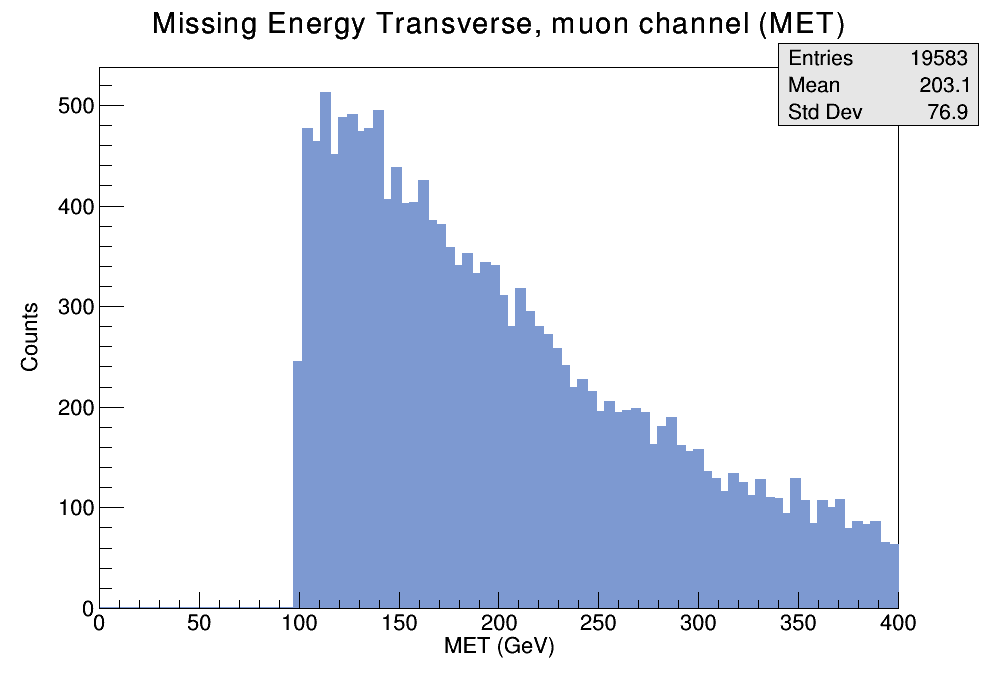 Missing Energy Transverse, muon channel (MET)
Entries 19583
Mean 203.1
Std Dev 76.9
500
400
300
200
100
0
Counts
0 50 100 150 200 250 300 350 400
MET (GeV)